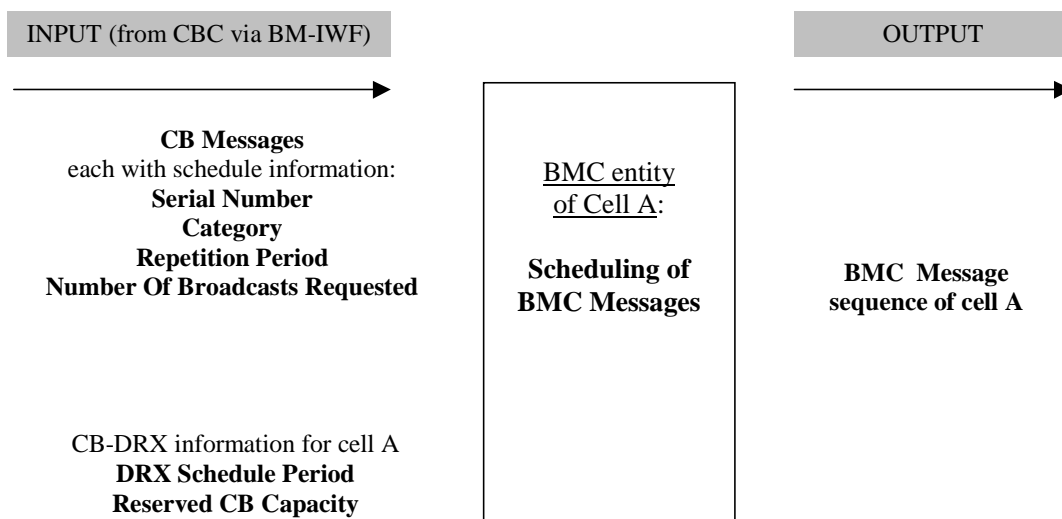 INPUT (from CBC via BM-IWF)
OUTPUT
CB Messages
each with schedule information:
Serial Number
Category
Repetition Period
Number Of Broadcasts Requested
BMC entity
of Cell A:
Scheduling of
BMC Messages
BMC Message
sequence of cell A
CB-DRX information for cell A
DRX Schedule Period
Reserved CB Capacity